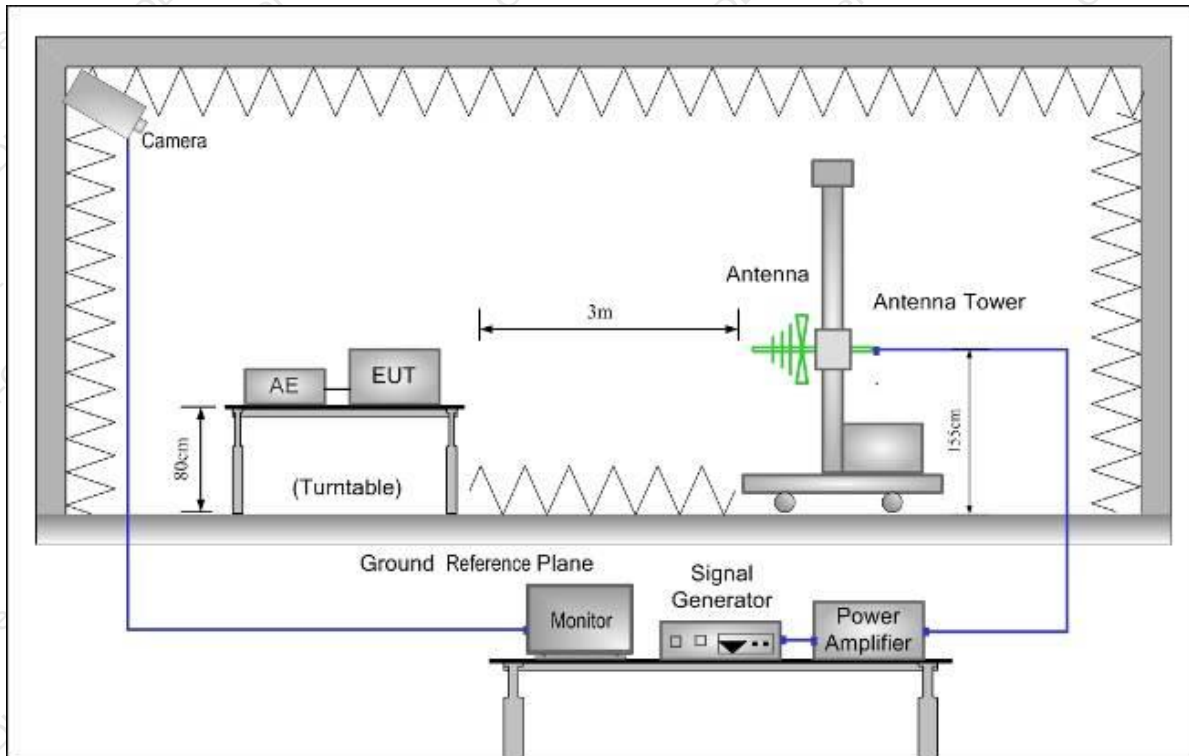 Camera
Antenna
3m
Antenna Tower
AE
EUT
80cm
155cm
(Turntable)
Ground Reference Plane
Signal
Generator
Monitor
Power
Amplifier